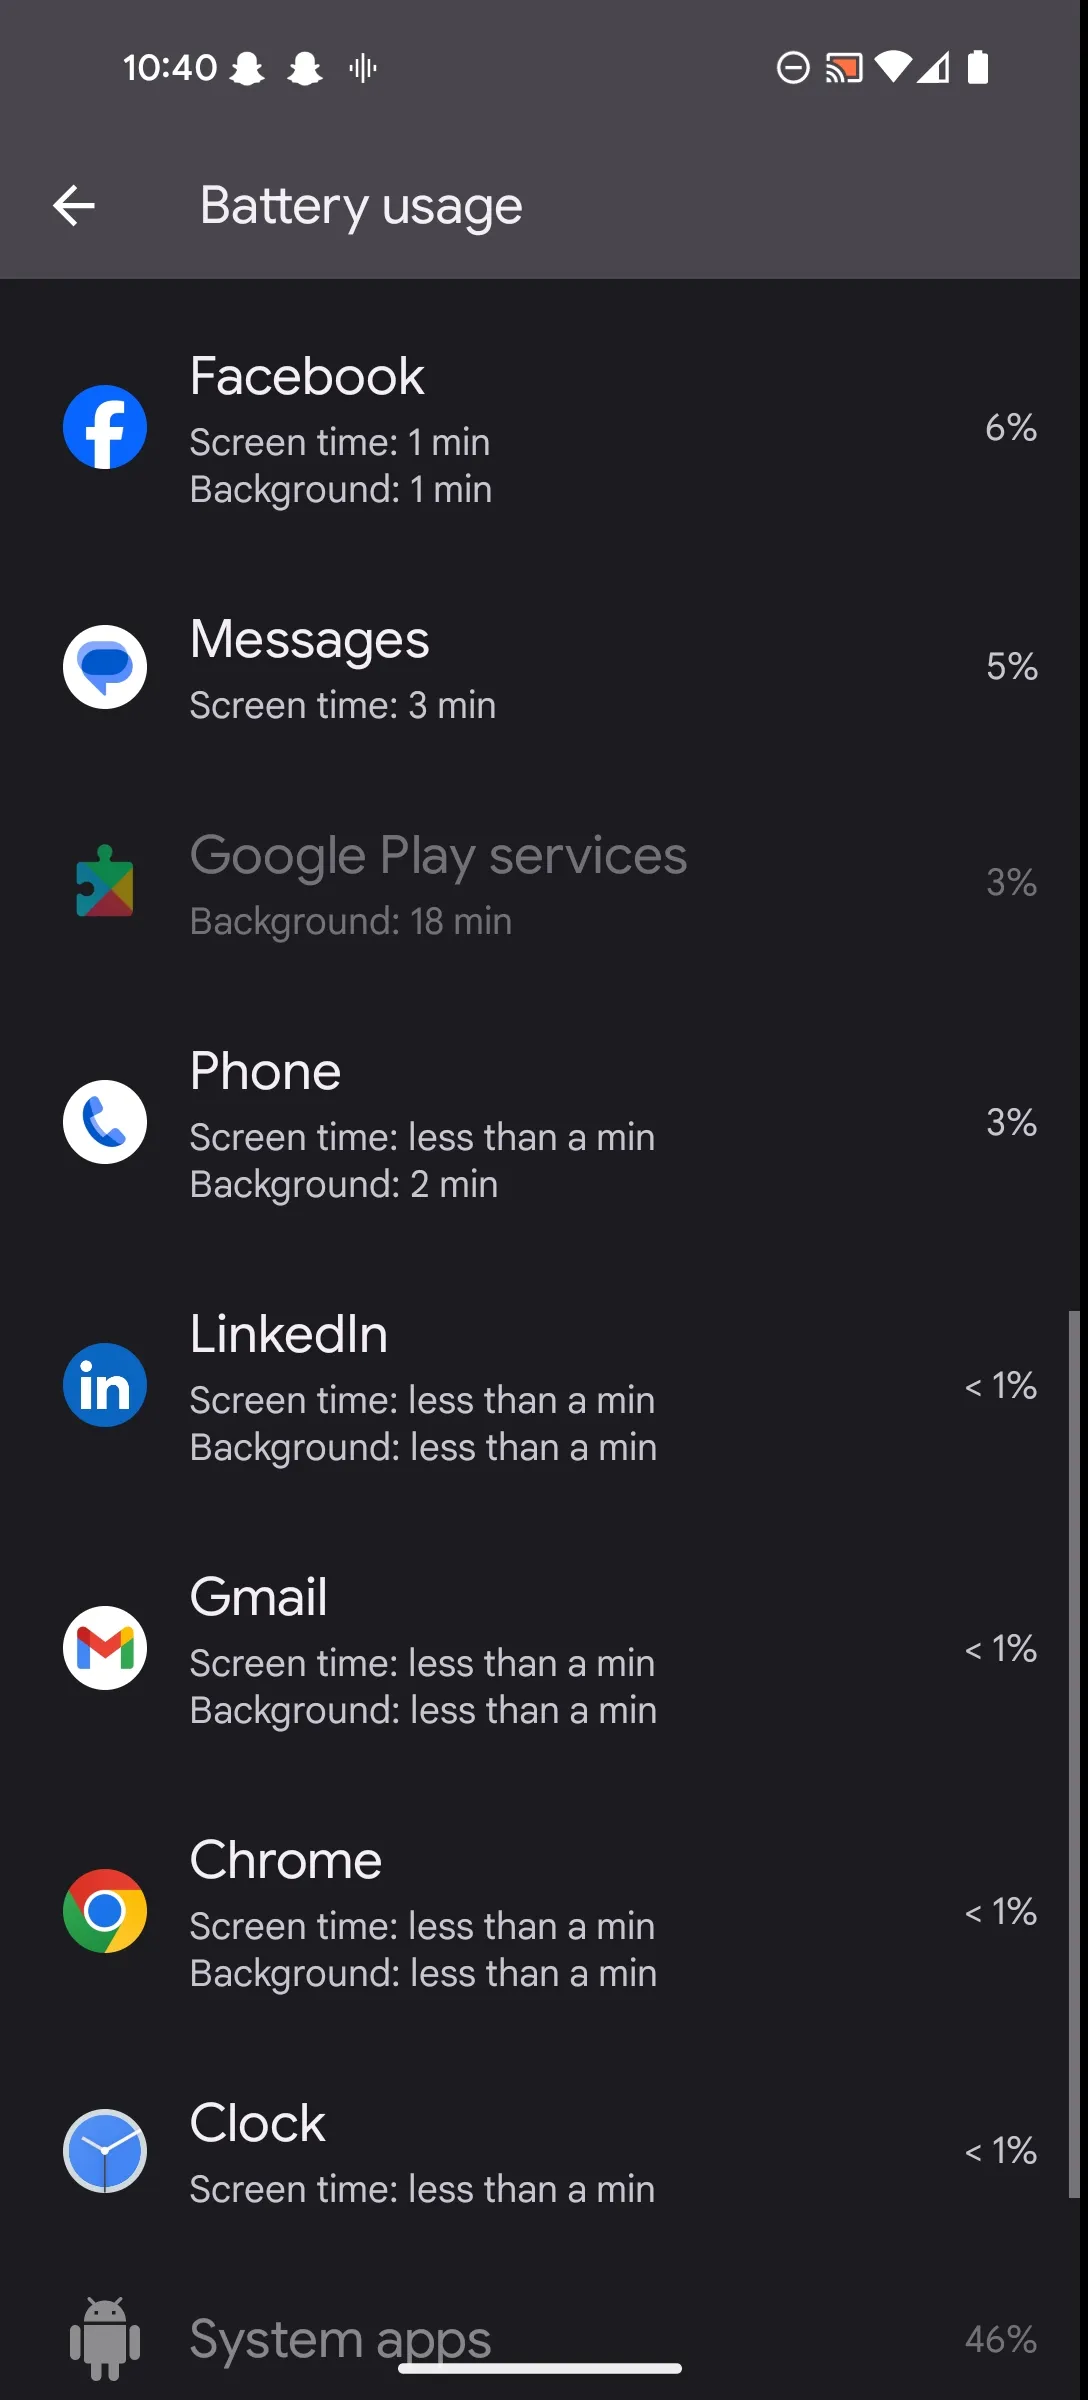 10:40
Battery usage
Facebook
Screen time: 1 min
Background: 1 min
6%
Messages
Screen time: 3 min
5%
Google Play services
Background: 18 min
3%
Phone
Screen time: less than a min
Background: 2 min
3%
LinkedIn
Screen time: less than a min
Background: less than a min
< 1%
Gmail
Screen time: less than a min
Background: less than a min
< 1%
Chrome
Screen time: less than a min
Background: less than a min
< 1%
Clock
Screen time: less than a min
< 1%
System apps
46%